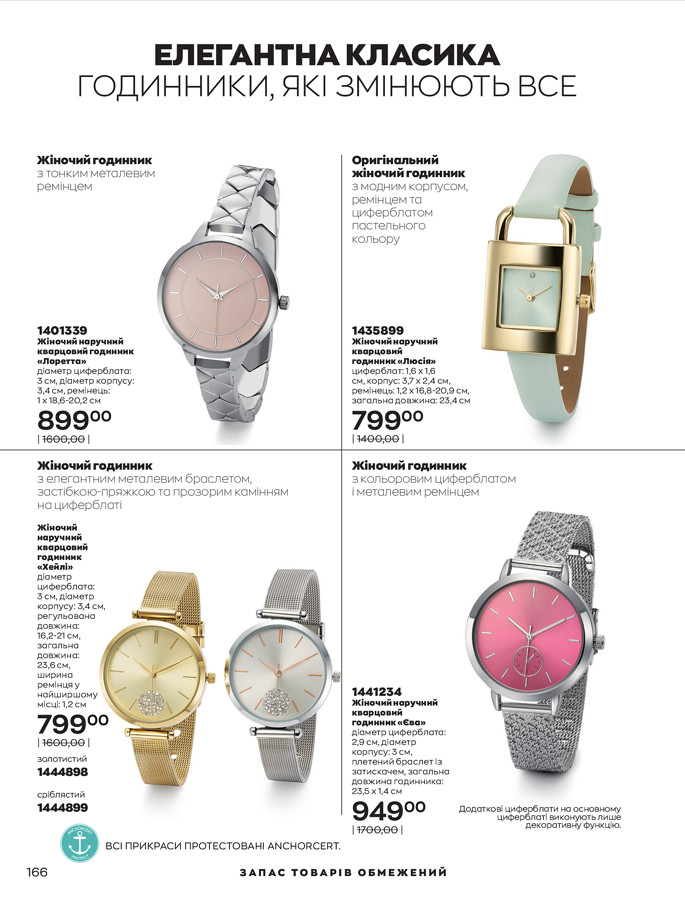 ЕЛЕГАНТНА КЛАСИКА
ГОДИННИКИ, ЯКІ ЗМІНЮЮТЬ ВСЕ
Жіночий годинник
з тонким металевим
ремінцем
1401339
Жіночий наручний
кварцовий годинник
«Лоретта»
діаметр циферблата:
3 см, діаметр корпусу:
3,4 см, ремінець:
1 x 18,6-20,2 см
899⁰⁰
| 1600,00 |
Оригінальний
жіночий годинник
з модним корпусом,
ремінцем та
циферблатом
пастельного
кольору
1435899
Жіночий наручний
кварцовий
годинник «Люсія»
циферблат: 1,6 x 1,6
см, корпус: 3,7 x 2,4 см,
ремінець: 1,2 x 16,8-20,9 см,
загальна довжина: 23,4 см
799⁰⁰
| 1400,00 |
Жіночий годинник
з елегантним металевим браслетом,
застібкою-пряжкою та прозорим камінням
на циферблаті
Жіночий
наручний
кварцовий
годинник
«Хейлі»
діаметр
циферблата:
3 см, діаметр
корпусу: 3,4 см,
регульована
довжина:
16,2-21 см,
загальна
довжина:
23,6 см,
ширина
ремінця у
найширшому
місці: 1,2 см
799⁰⁰
| 1600,00 |
золотистий
1444898
сріблястий
1444899
Жіночий годинник
з кольоровим циферблатом
і металевим ремінцем
1441234
Жіночий наручний
кварцовий
годинник «Єва»
діаметр циферблата:
2,9 см, діаметр
корпусу: 3 см,
плетений браслет із
затискачем, загальна
довжина годинника:
23,5 x 1,4 см
949⁰⁰
| 1700,00 |
Додаткові циферблати на основному
циферблаті виконують лише
декоративну функцію.
ANCHORCERT
PROTECT
ВСІ ПРИКРАСИ ПРОТЕСТОВАНІ ANCHORCERT.
166
ЗАПАС ТОВАРІВ ОБМЕЖЕНИЙ